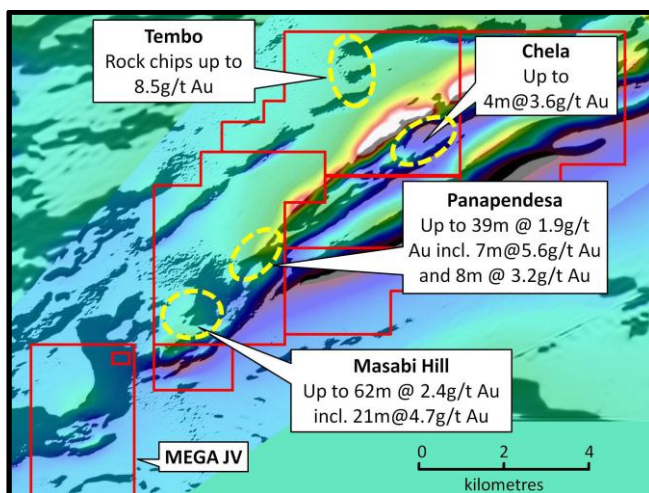 Tembo
Rock chips up to
8.5g/t Au
Chela
Up to
4m@3.6g/t Au
Panapendesa
Up to 39m @ 1.9g/t
Au incl. 7m@5.6g/t Au
and 8m @ 3.2g/t Au
Masabi Hill
Up to 62m @ 2.4g/t Au
incl. 21m@4.7g/t Au
MEGA JV
0 2 4
kilometres